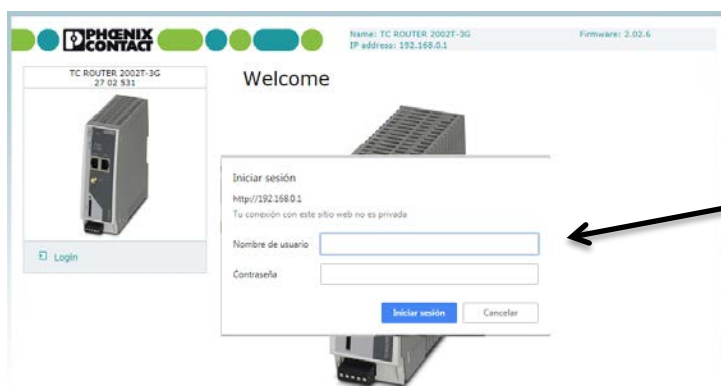 PHŒNIX
CONTACT
Name: TC ROUTER 2002T-3G
IP address: 192.168.0.1
Firmware: 2.02.6
TC ROUTER 2002T-3G
27 02 531
Welcome
Login
Iniciar sesión
http://192.168.0.1
Tu conexión con este sitio web no es privada
Nombre de usuario
Contraseña
Iniciar sesión
Cancelar